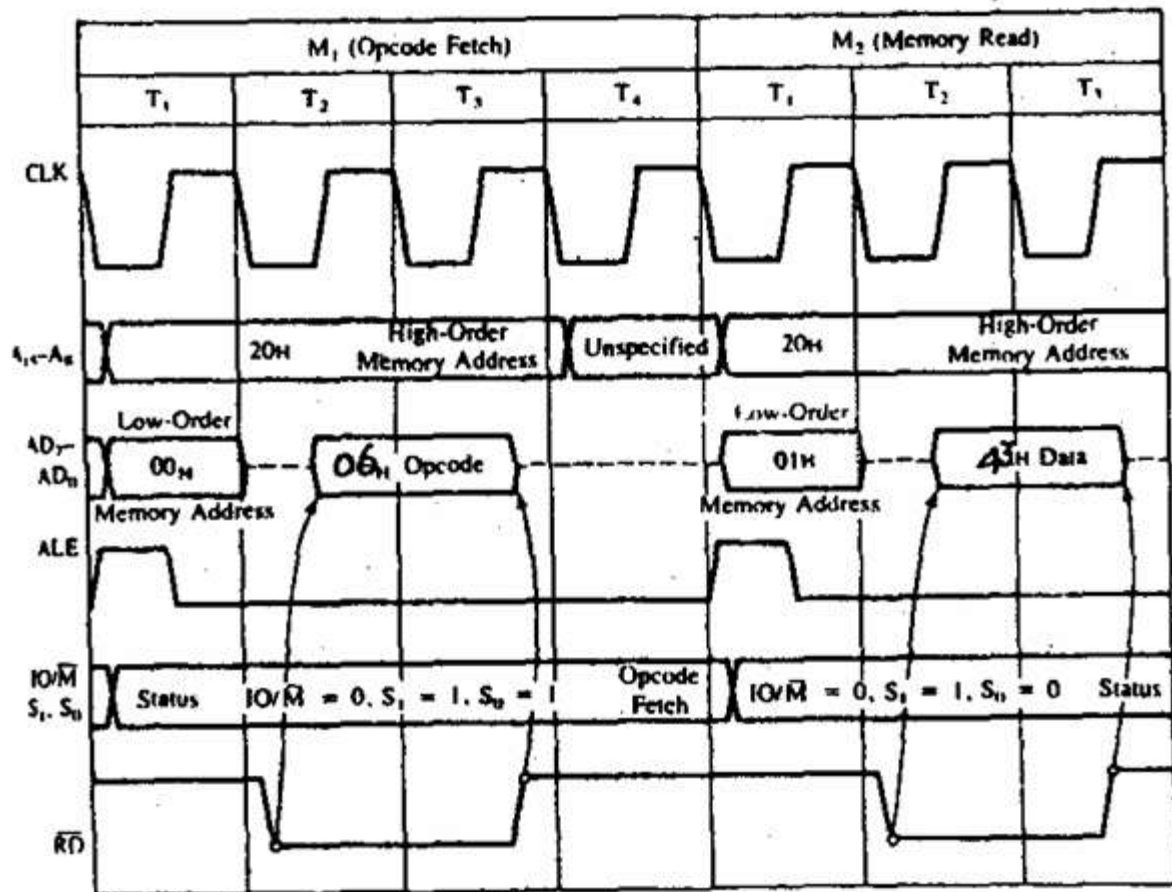 M₁ (Opcode Fetch) M₂ (Memory Read)
T₁ T₂ T₃ T₄ T₁ T₂ T₃
CLK
High-Order High-Order
20H Memory Address Unspecified 20H Memory Address
Low-Order Low-Order
00H 06H Opcode 01H 43H Data
Memory Address Memory Address
ALE
IO/M̅ Status IO/M̅ = 0, S₁ = 1, S₀ = 1 Opcode IO/M̅ = 0, S₁ = 1, S₀ = 0 Status
S₁, S₀ Fetch
R̅D̅